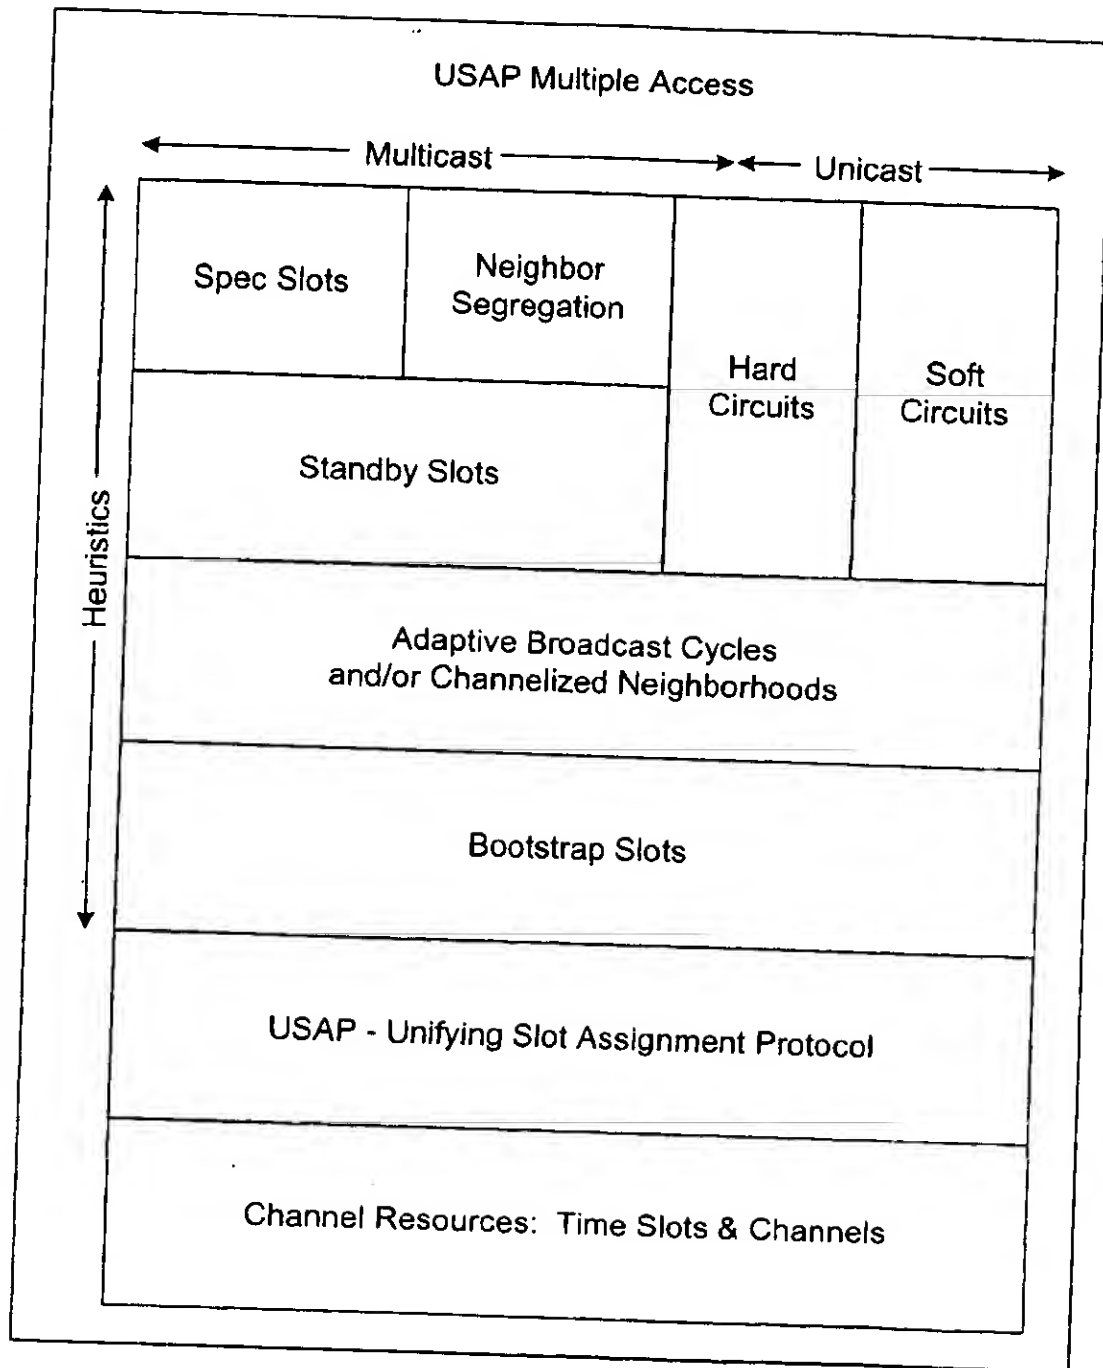 USAP Multiple Access
Multicast
Unicast
Heuristics
Spec Slots
Neighbor
Segregation
Hard
Circuits
Soft
Circuits
Standby Slots
Adaptive Broadcast Cycles
and/or Channelized Neighborhoods
Bootstrap Slots
USAP - Unifying Slot Assignment Protocol
Channel Resources: Time Slots & Channels